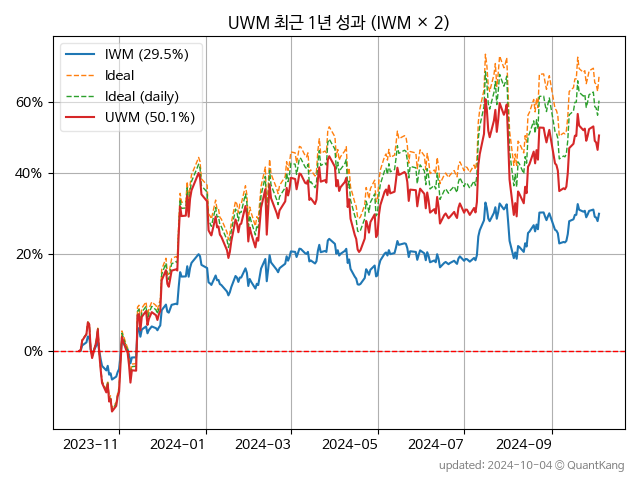 UWM 최근 1년 성과 (IWM × 2)
IWM (29.5%)
Ideal
Ideal (daily)
UWM (50.1%)
60%
40%
20%
0%
2023-11
2024-01
2024-03
2024-05
2024-07
2024-09
updated: 2024-10-04 © QuantKang